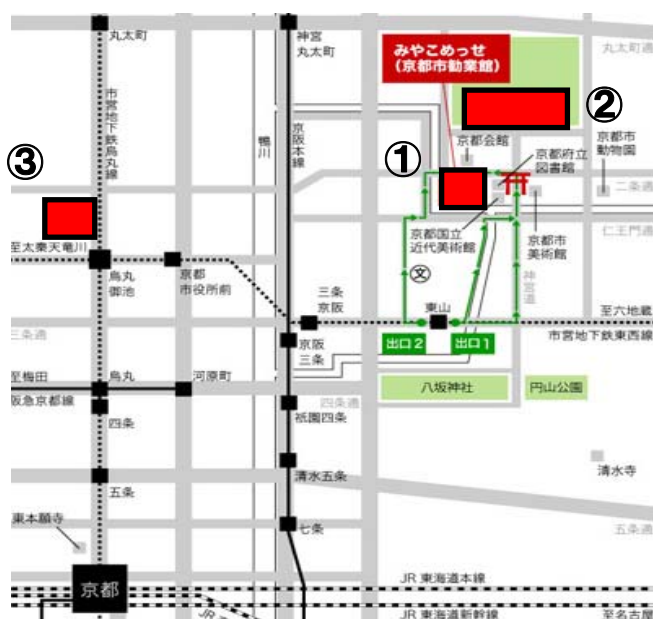 丸太町
神宮
丸太町
みやこめっせ
（京都市勧業館）
丸太町通
②
市営地下鉄烏丸線
鴨川
京阪本線
京都会館
京都市
動物園
①
京都府立
図書館
③
二条通
京都国立
近代美術館
京都市
美術館
仁王門通
至太秦天竜川
烏丸
御池
京都
市役所前
文
神宮道
三条
京阪
東山
至六地蔵
三条通
京阪
三条
出口2
出口1
市営地下鉄東西線
至梅田
烏丸
河原町
八坂神社
円山公園
阪急京都線
四条
四条通
祇園四条
清水寺
五条
清水五条
東本願寺
七条
五条通
京都
JR 東海道本線
JR 東海道新幹線
至名古屋